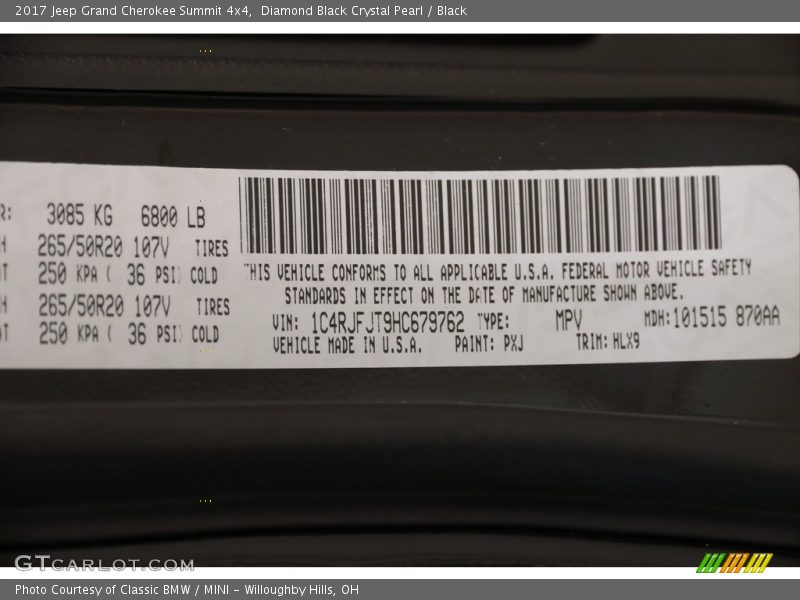 2017 Jeep Grand Cherokee Summit 4x4, Diamond Black Crystal Pearl / Black
R: 3085 KG 6800 LB
H 265/50R20 107V TIRES
T 250 KPA ( 36 PSI) COLD
H 265/50R20 107V TIRES
T 250 KPA ( 36 PSI) COLD
THIS VEHICLE CONFORMS TO ALL APPLICABLE U.S.A. FEDERAL MOTOR VEHICLE SAFETY
STANDARDS IN EFFECT ON THE DATE OF MANUFACTURE SHOWN ABOVE.
VIN: 1C4RJFJT9HC679762 TYPE: MPV MDH:101515 870AA
VEHICLE MADE IN U.S.A. PAINT: PXJ TRIM: HLX9
GTCARLOT.COM
Photo Courtesy of Classic BMW / MINI - Willoughby Hills, OH